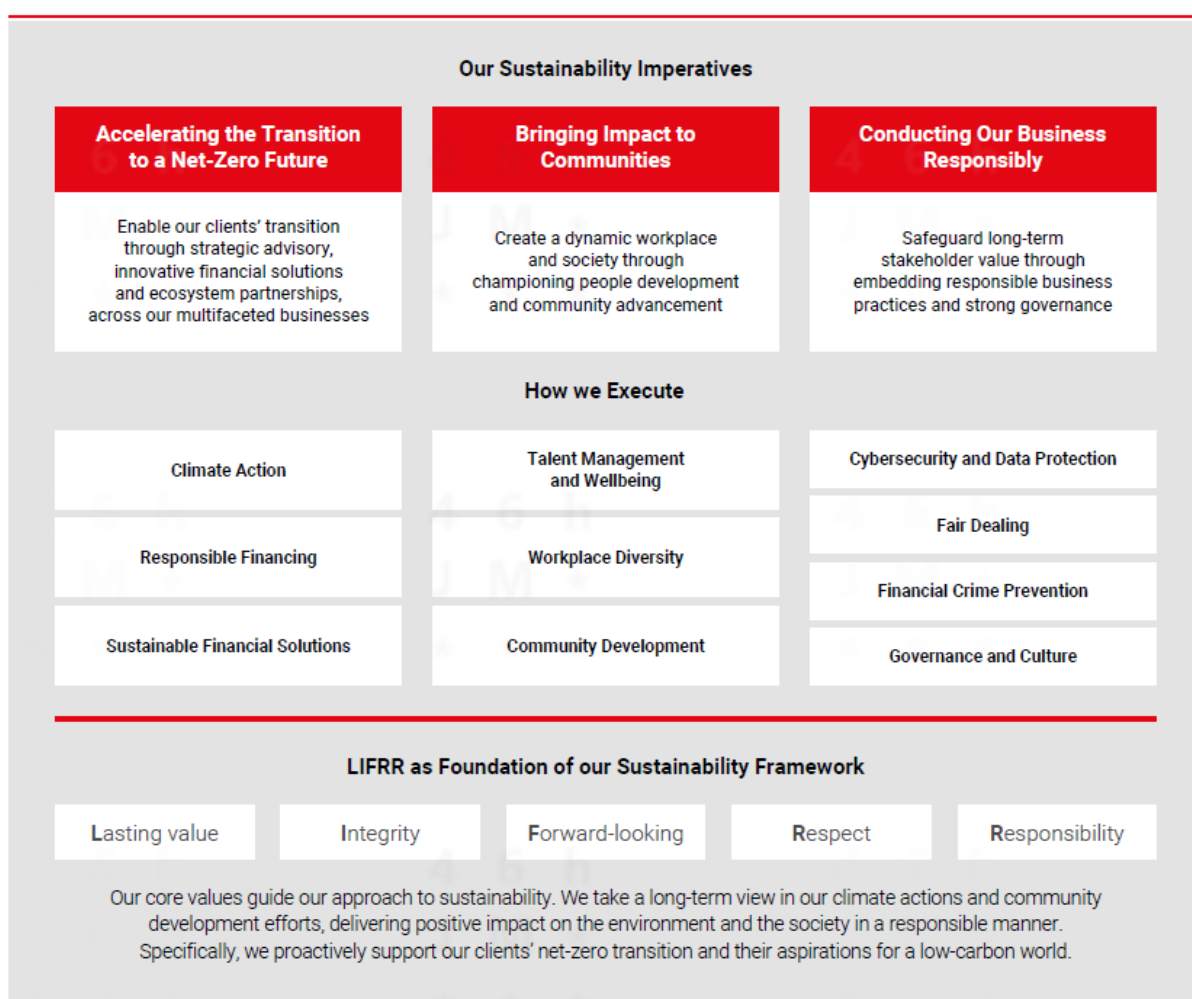 Our Sustainability Imperatives
Accelerating the Transition
to a Net-Zero Future
Enable our clients' transition
through strategic advisory,
innovative financial solutions
and ecosystem partnerships,
across our multifaceted businesses
Bringing Impact to
Communities
Create a dynamic workplace
and society through
championing people development
and community advancement
Conducting Our Business
Responsibly
Safeguard long-term
stakeholder value through
embedding responsible business
practices and strong governance
How we Execute
Climate Action
Responsible Financing
Sustainable Financial Solutions
Talent Management
and Wellbeing
Workplace Diversity
Community Development
Cybersecurity and Data Protection
Fair Dealing
Financial Crime Prevention
Governance and Culture
LIFRR as Foundation of our Sustainability Framework
Lasting value
Integrity
Forward-looking
Respect
Responsibility
Our core values guide our approach to sustainability. We take a long-term view in our climate actions and community
development efforts, delivering positive impact on the environment and the society in a responsible manner.
Specifically, we proactively support our clients' net-zero transition and their aspirations for a low-carbon world.